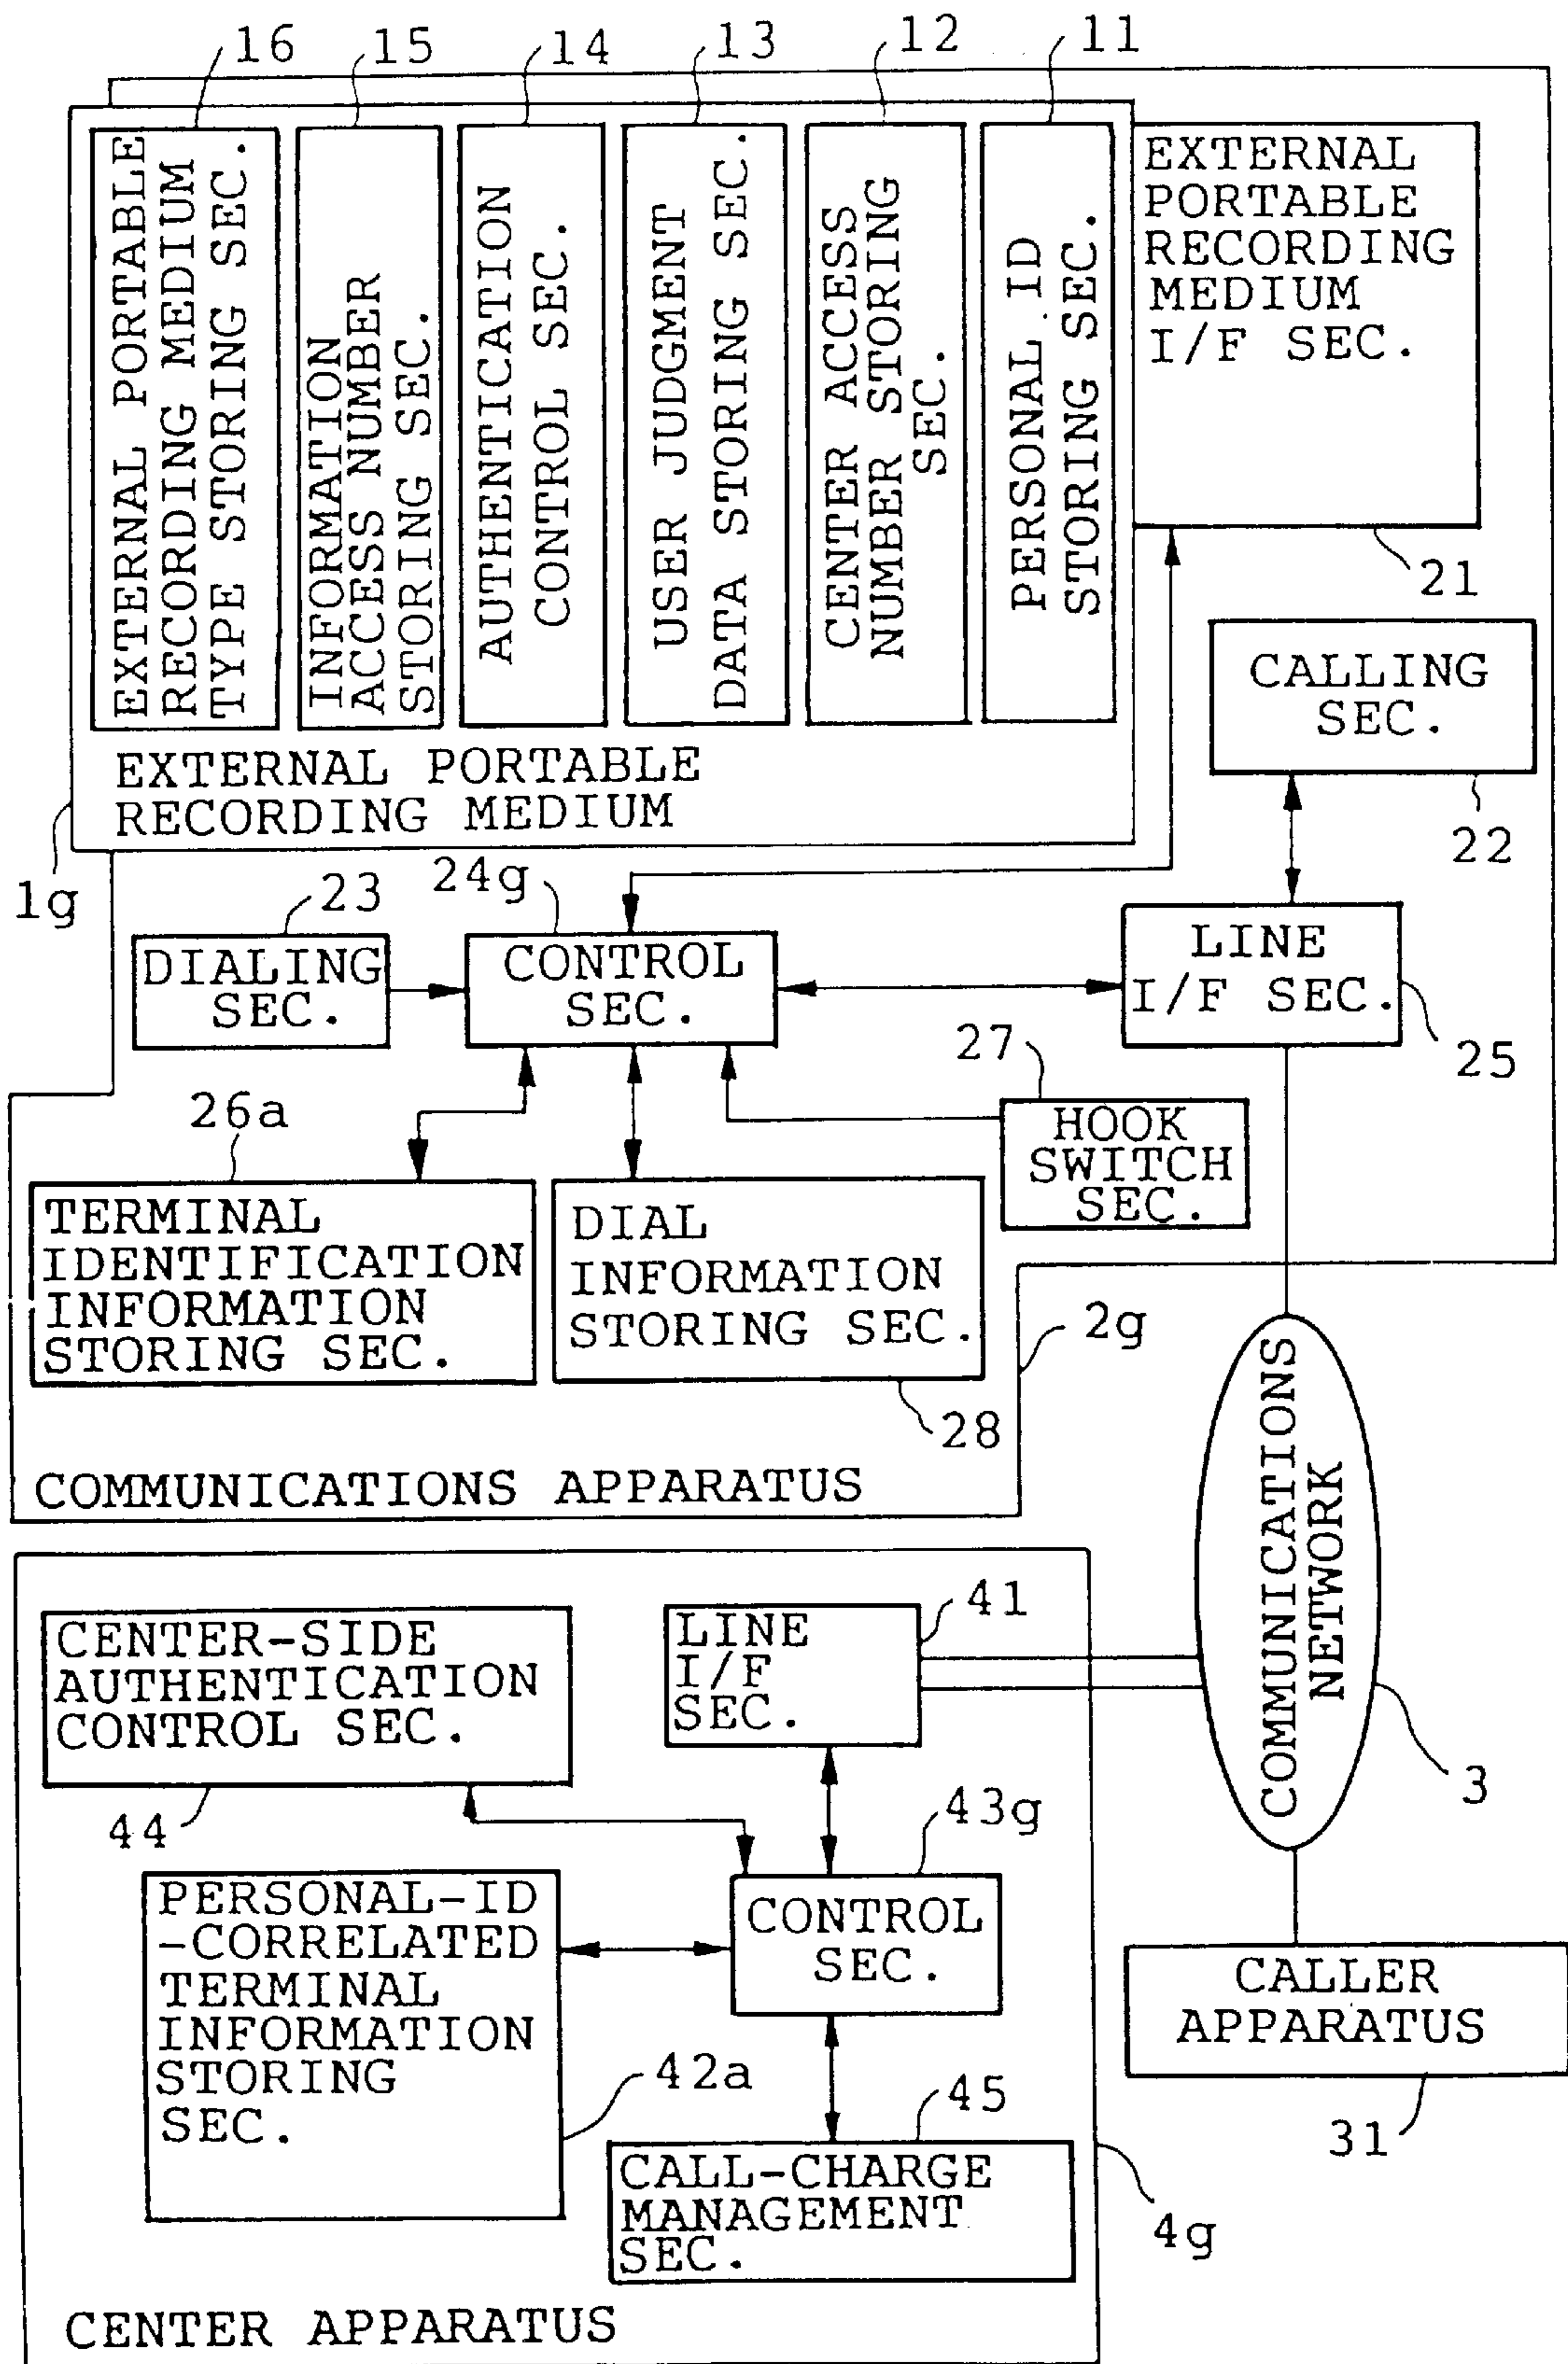 16
15
14
13
12
11
EXTERNAL PORTABLE
RECORDING MEDIUM
TYPE STORING SEC.
INFORMATION
ACCESS NUMBER
STORING SEC.
AUTHENTICATION
CONTROL SEC.
USER JUDGMENT
DATA STORING SEC.
CENTER ACCESS
NUMBER STORING
SEC.
PERSONAL ID
STORING SEC.
EXTERNAL
PORTABLE
RECORDING
MEDIUM
I/F SEC.
21
EXTERNAL PORTABLE
RECORDING MEDIUM
1g
CALLING
SEC.
22
23
DIALING
SEC.
24g
CONTROL
SEC.
LINE
I/F SEC.
25
27
HOOK
SWITCH
SEC.
26a
TERMINAL
IDENTIFICATION
INFORMATION
STORING SEC.
DIAL
INFORMATION
STORING SEC.
28
2g
COMMUNICATIONS APPARATUS
COMMUNICATIONS
NETWORK
3
CENTER-SIDE
AUTHENTICATION
CONTROL SEC.
44
LINE
I/F
SEC.
41
43g
CONTROL
SEC.
PERSONAL-ID
-CORRELATED
TERMINAL
INFORMATION
STORING
SEC.
42a
45
CALL-CHARGE
MANAGEMENT
SEC.
4g
CALLER
APPARATUS
31
CENTER APPARATUS